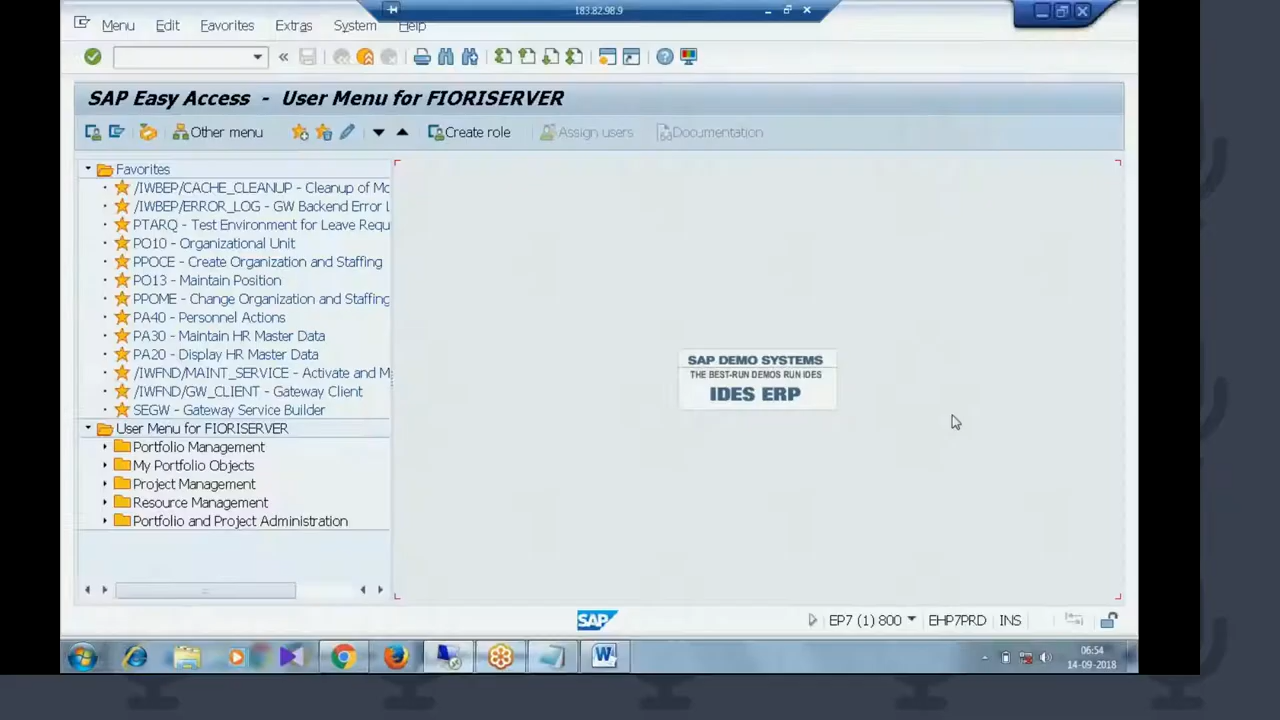 183.82.98.9
Menu Edit Favorites Extras System Help
SAP Easy Access - User Menu for FIORISERVER
Other menu Create role Assign users Documentation
Favorites
/IWBEP/CACHE_CLEANUP - Cleanup of Mo
/IWBEP/ERROR_LOG - GW Backend Error L
PTARQ - Test Environment for Leave Requ
PO10 - Organizational Unit
PPOCE - Create Organization and Staffing
PO13 - Maintain Position
PPOME - Change Organization and Staffing
PA40 - Personnel Actions
PA30 - Maintain HR Master Data
PA20 - Display HR Master Data
/IWFND/MAINT_SERVICE - Activate and M
/IWFND/GW_CLIENT - Gateway Client
SEGW - Gateway Service Builder
User Menu for FIORISERVER
Portfolio Management
My Portfolio Objects
Project Management
Resource Management
Portfolio and Project Administration
SAP DEMO SYSTEMS
THE BEST-RUN DEMOS RUN IDES
IDES ERP
SAP
EP7 (1) 800 EHP7PRD INS
06:54
14-09-2018